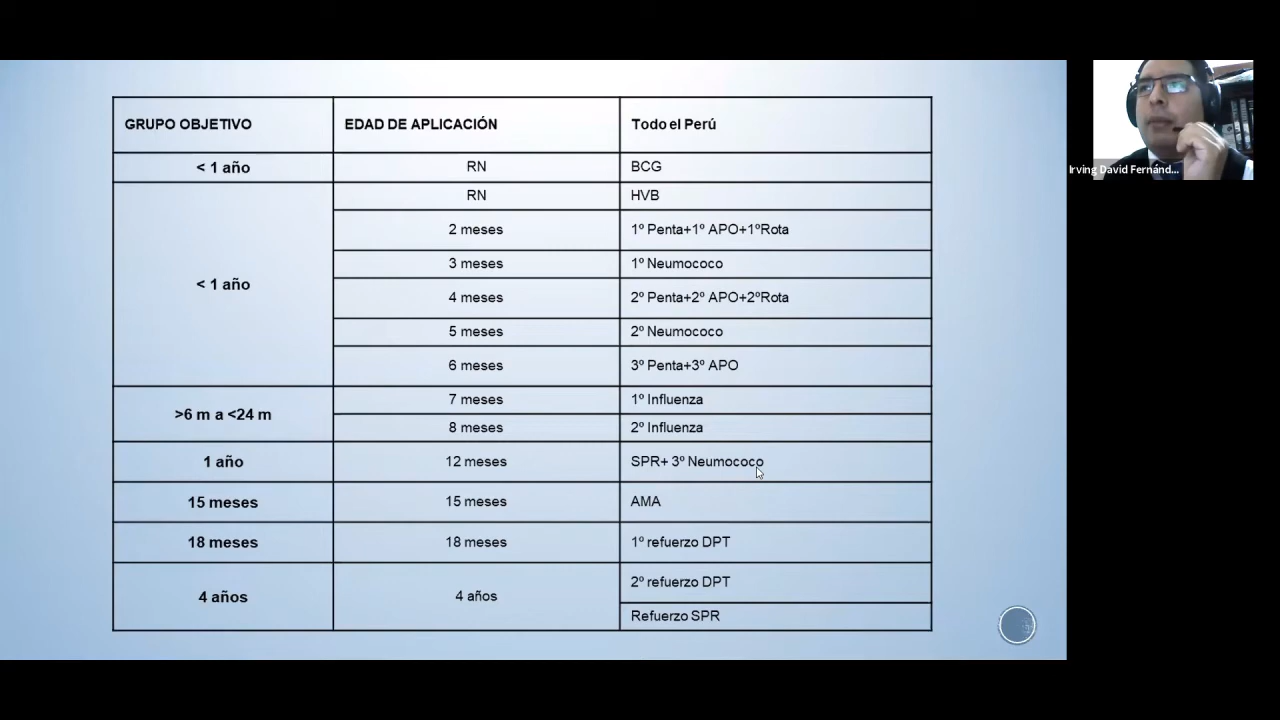 GRUPO OBJETIVO EDAD DE APLICACIÓN Todo el Perú
< 1 año RN BCG
RN HVB
2 meses 1º Penta+1º APO+1ºRota
3 meses 1º Neumococo
< 1 año
4 meses 2º Penta+2º APO+2ºRota
5 meses 2º Neumococo
6 meses 3º Penta+3º APO
>6 m a <24 m
7 meses 1º Influenza
8 meses 2º Influenza
1 año 12 meses SPR+ 3º Neumococo
15 meses 15 meses AMA
18 meses 18 meses 1º refuerzo DPT
4 años 4 años 2º refuerzo DPT
Refuerzo SPR
Irving David Fernánd...